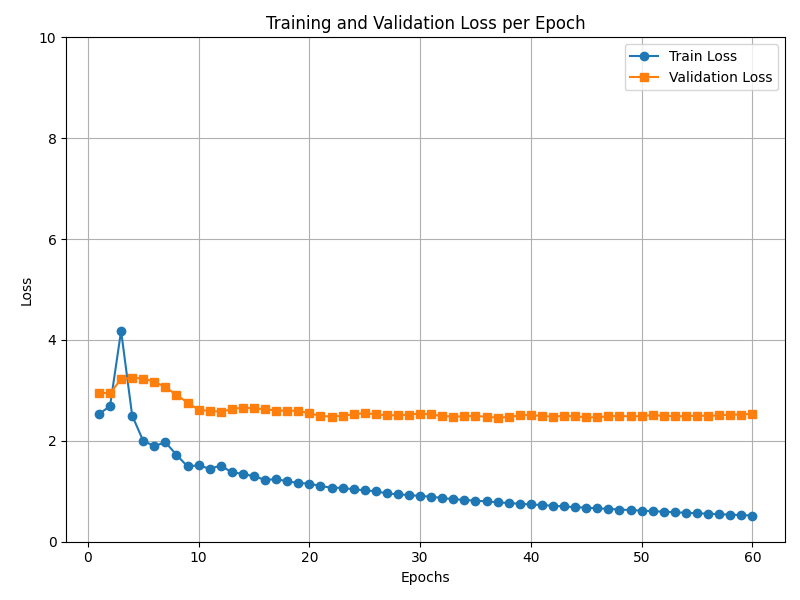 Training and Validation Loss per Epoch
Train Loss
Validation Loss
10
8
6
4
2
0
Loss
0 10 20 30 40 50 60
Epochs